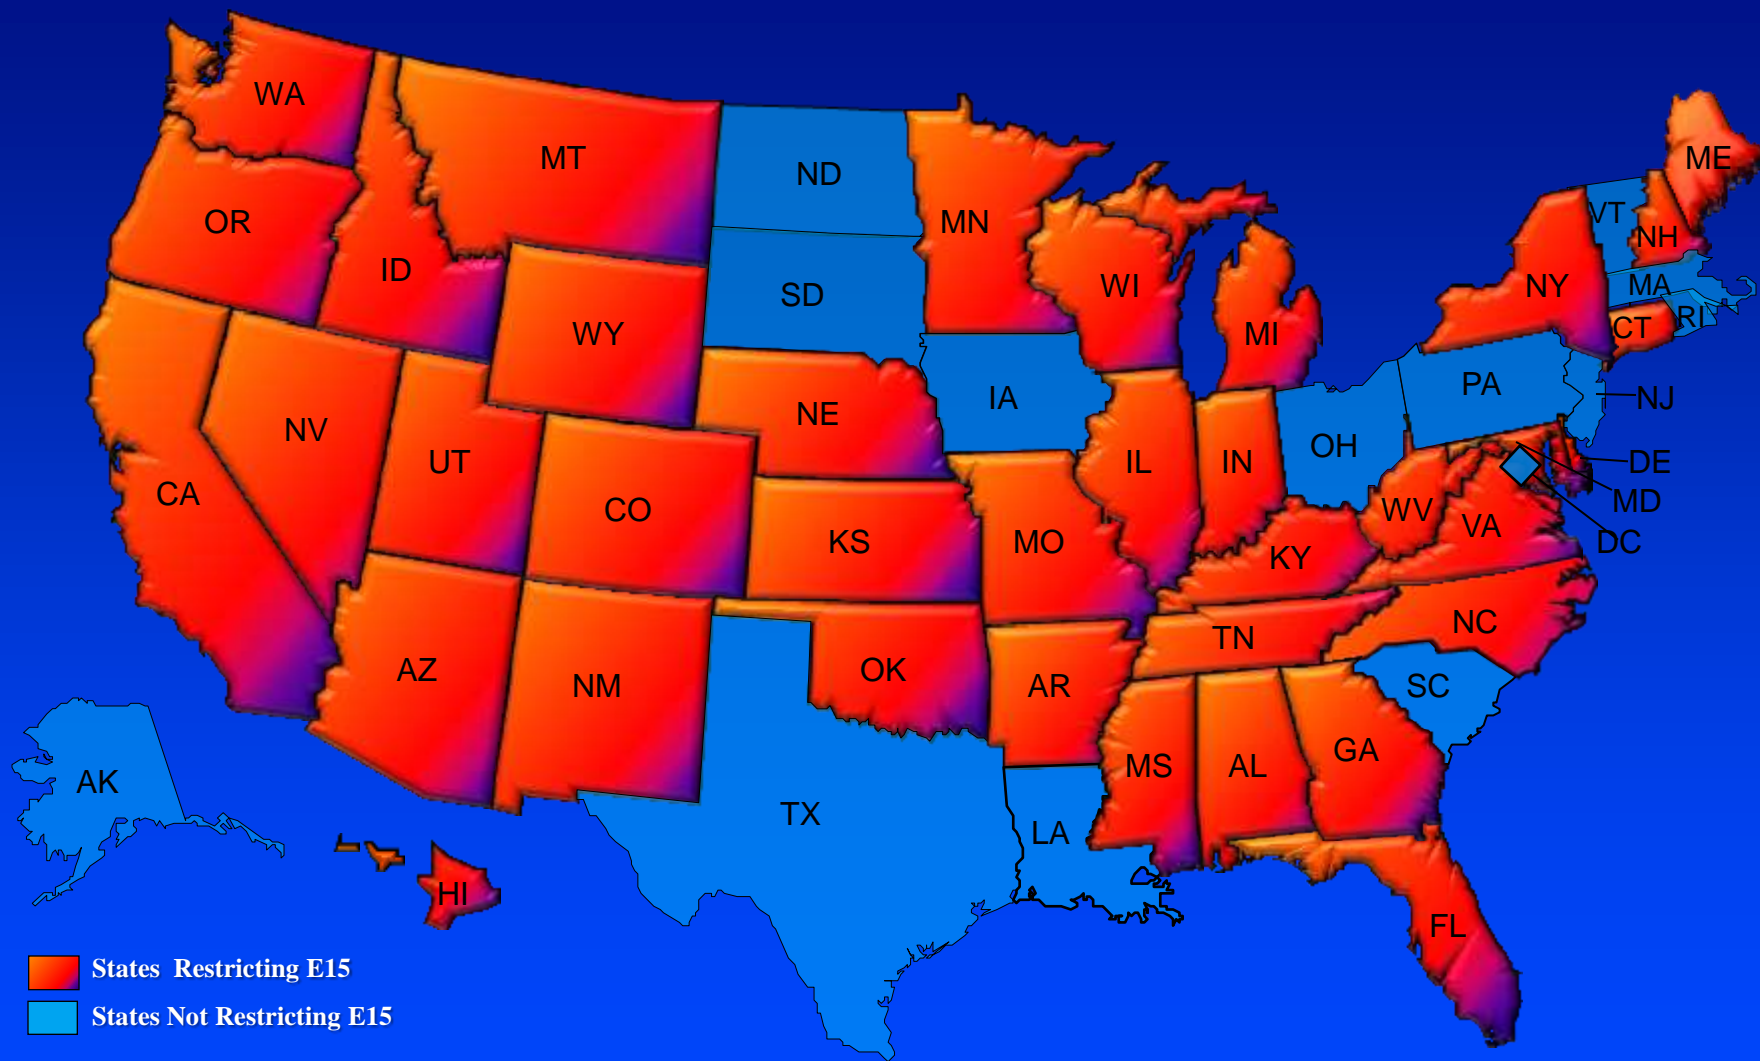 WA
MT
ND
ME
OR
MN
VT
NH
ID
SD
WI
NY
MA
RI
CT
WY
MI
IA
PA
NJ
NV
NE
UT
IL
IN
OH
DE
MD
CA
CO
KS
MO
WV
VA
DC
KY
NC
TN
AZ
NM
OK
AR
SC
AK
TX
LA
MS
AL
GA
HI
FL
States Restricting E15
States Not Restricting E15